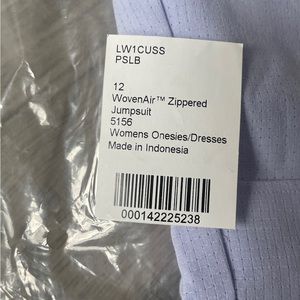 LW1CUSS
PSLB
12
WovenAir™ Zippered
Jumpsuit
5156
Womens Onesies/Dresses
Made in Indonesia
000142225238